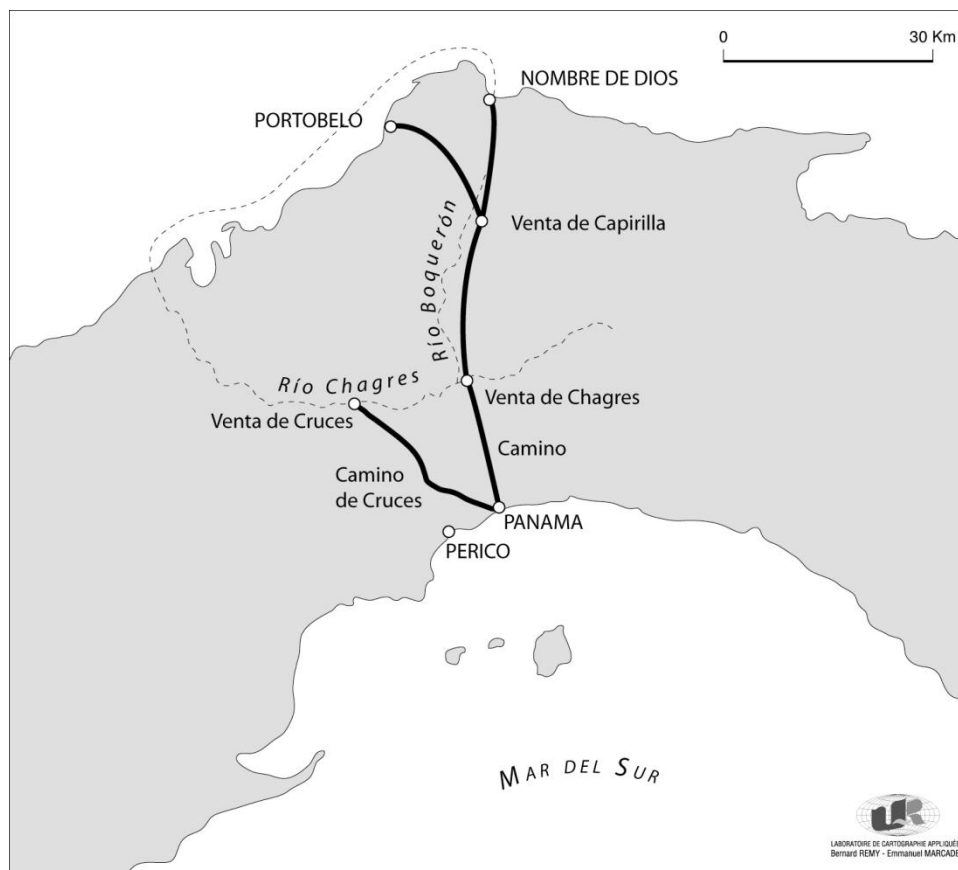 0 30 Km
NOMBRE DE DIOS
PORTOBELO
Venta de Capirilla
Río Boquerón
Río Chagres
Venta de Chagres
Venta de Cruces
Camino
Camino
de Cruces
PANAMA
PERICO
MAR DEL SUR
UR
LABORATOIRE DE CARTOGRAPHIE APPLIQUÉE
Bernard REMY - Emmanuel MARCADE